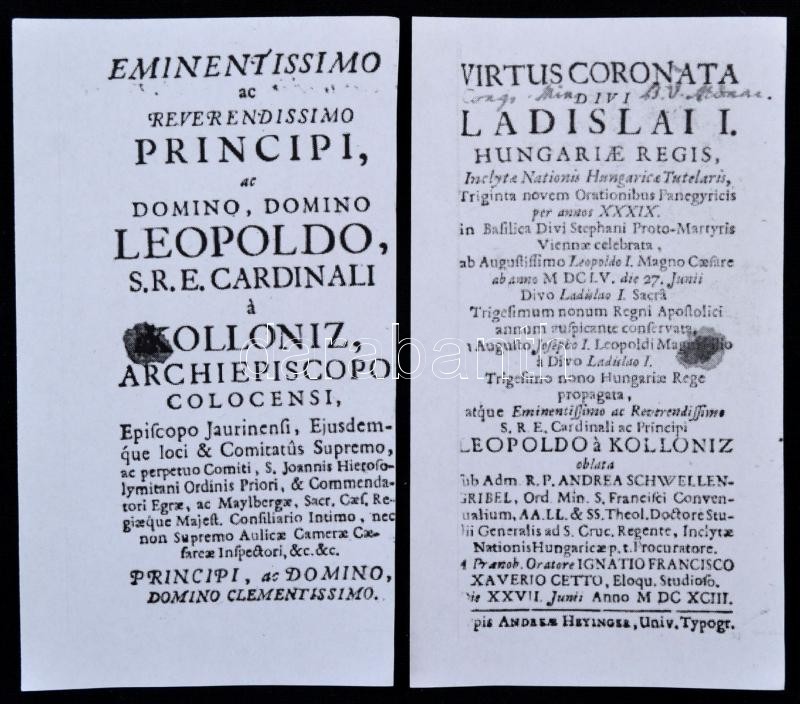 EMINENTISSIMO
ac
REVERENDISSIMO
PRINCIPI,
ac
DOMINO, DOMINO
LEOPOLDO,
S.R.E. CARDINALI
à
KOLLONIZ,
ARCHIEPISCOPO
COLOCENSI,
Epiſcopo Jaurinenſi, Ejusdem-
que loci & Comitatûs Supremo,
ac perpetuo Comiti, S. Joannis Hieroſo-
lymitani Ordinis Priori, & Commenda-
tori Egræ, ac Maylbergæ, Sacr. Cæſ. Re-
giæque Majeſt. Conſiliario Intimo, nec
non Supremo Aulicæ Cameræ Cæ-
ſareæ Inſpectori, &c. &c.
PRINCIPI, ac DOMINO,
DOMINO CLEMENTISSIMO.
VIRTUS CORONATA
DIVI
B.V.
LADISLAI I.
HUNGARIÆ REGIS,
Inclytæ Nationis Hungaricæ Tutelaris,
Triginta novem Orationibus Panegyricis
per annos XXXIX.
in Baſilica Divi Stephani Proto-Martyris
Viennæ celebrata,
ab Auguſtiſſimo Leopoldo I. Magno Cæſare
ab anno M DC LV. die 27. Junii
Divo Ladislao I. Sacrâ
Trigeſimum nonum Regni Apoſtolici
annum auſpicante conſervata,
Auguſto Joſepho I. Leopoldi
à Divo Ladislao I.
Trigeſimo nono Hungariæ Rege
propagata,
atque Eminentiſſimo ac Reverendiſſimo
S. R. E. Cardinali ac Principi
LEOPOLDO à KOLLONIZ
oblata
ub Adm. R. P. ANDREA SCHWELLEN-
GRIBEL, Ord. Min. S. Franciſci Conven-
ualium, AA. LL. & SS. Theol. Doctore Stu-
lii Generalis ad S. Cruc. Regente, Inclytæ
Nationis Hungaricæ p. t. Procuratore.
Prænob. Oratore IGNATIO FRANCISCO
XAVERIO CETTO, Eloqu. Studioſo.
ie XXVII. Junii Anno M DC XCIII.
pis ANDREÆ HEYINGER, Univ. Typogr.
darabanth